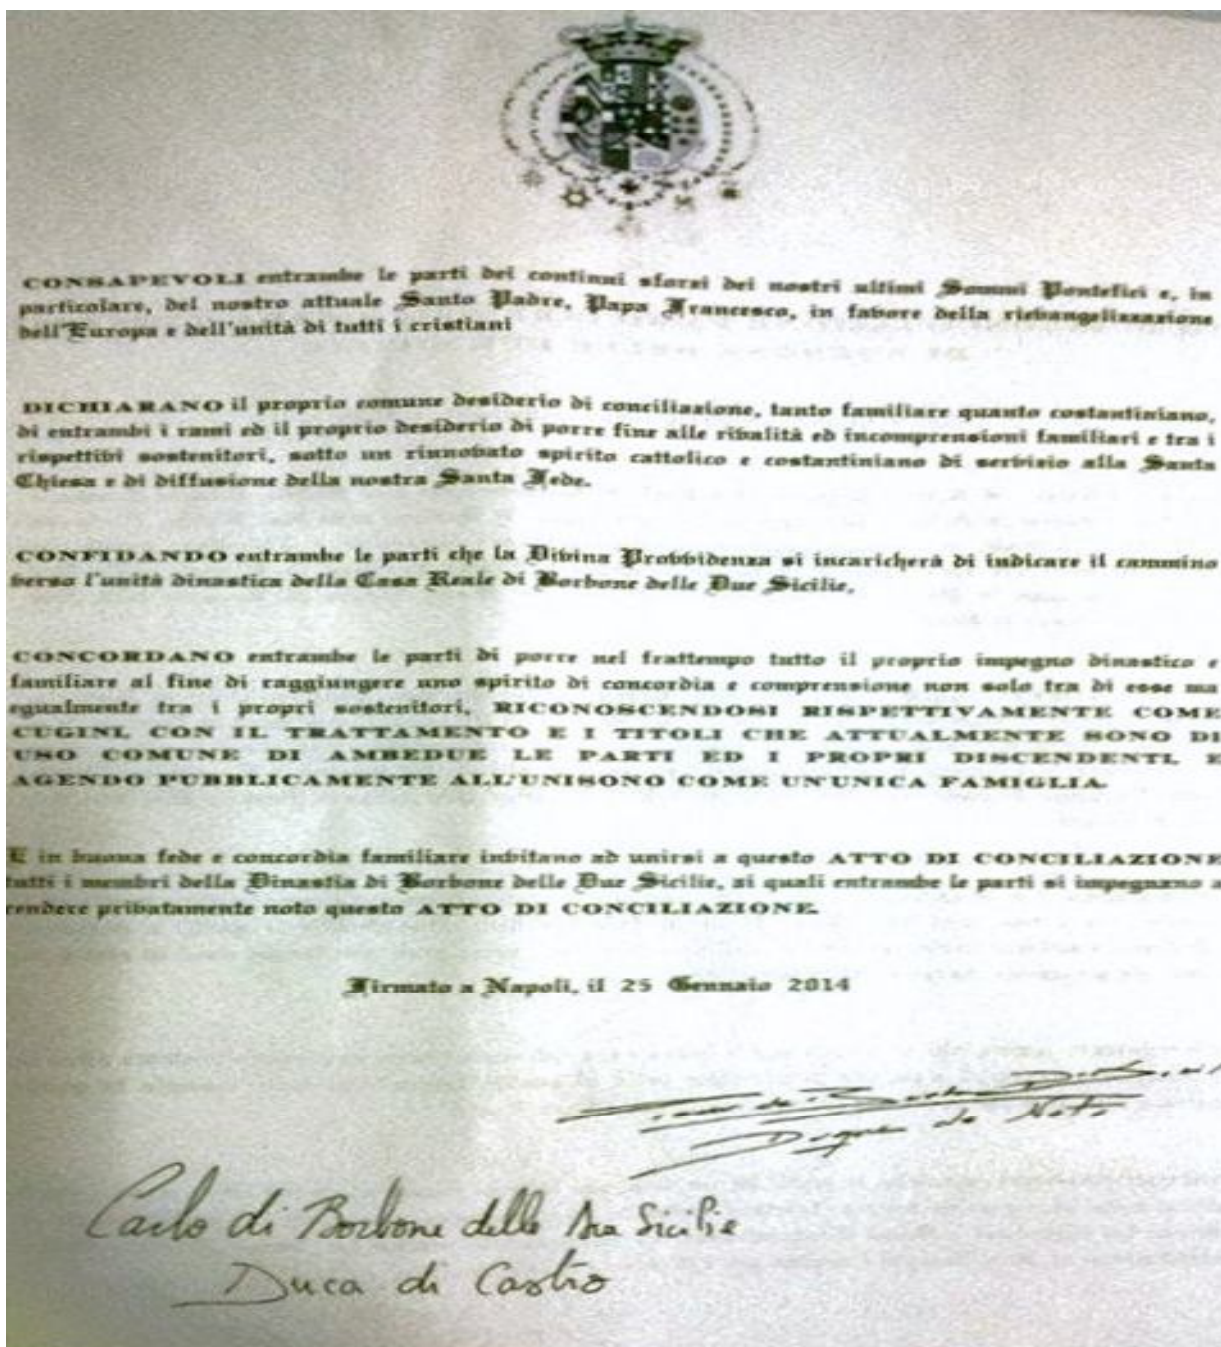 CONSAPEVOLI entrambe le parti dei continui sforzi dei nostri ultimi Sommi Pontefici e, in
particolare, del nostro attuale Santo Padre, Papa Francesco, in favore della rievangelizzazione
dell'Europa e dell'unità di tutti i cristiani
DICHIARANO il proprio comune desiderio di conciliazione, tanto familiare quanto costantiniano,
di entrambi i rami ed il proprio desiderio di porre fine alle rivalità ed incomprensioni familiari e tra i
rispettivi sostenitori, sotto un rinnovato spirito cattolico e costantiniano di servizio alla Santa
Chiesa e di diffusione della nostra Santa Fede.
CONFIDANDO entrambe le parti che la Divina Provvidenza si incaricherà di indicare il cammino
verso l'unità dinastica della Casa Reale di Borbone delle Due Sicilie,
CONCORDANO entrambe le parti di porre nel frattempo tutto il proprio impegno dinastico e
familiare al fine di raggiungere uno spirito di concordia e comprensione non solo tra di esse ma
egualmente tra i propri sostenitori, RICONOSCENDOSI RISPETTIVAMENTE COME
CUGINI, CON IL TRATTAMENTO E I TITOLI CHE ATTUALMENTE SONO DI
USO COMUNE DI AMBEDUE LE PARTI ED I PROPRI DISCENDENTI, E
AGENDO PUBBLICAMENTE ALL'UNISONO COME UN'UNICA FAMIGLIA.
E in buona fede e concordia familiare invitano ad unirsi a questo ATTO DI CONCILIAZIONE
tutti i membri della Dinastia di Borbone delle Due Sicilie, ai quali entrambe le parti si impegnano a
rendere privatamente noto questo ATTO DI CONCILIAZIONE.
Firmato a Napoli, il 25 Gennaio 2014
de
Duque de Noto
Carlo di Borbone delle Due Sicilie
Duca di Castro